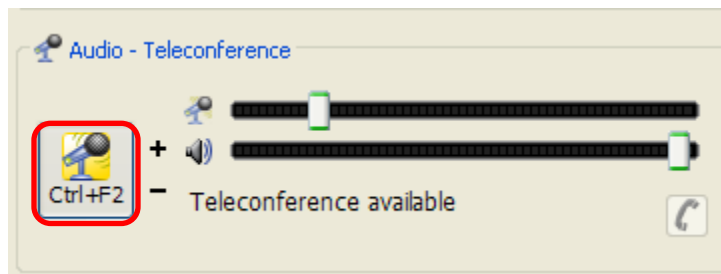 Audio - Teleconference
Ctrl+F2
+
-
Teleconference available